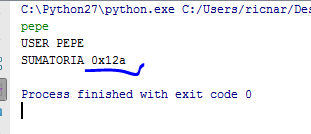 C:\Python27\python.exe C:/Users/ricnar/Des
pepe
USER PEPE
SUMATORIA 0x12a
Process finished with exit code 0